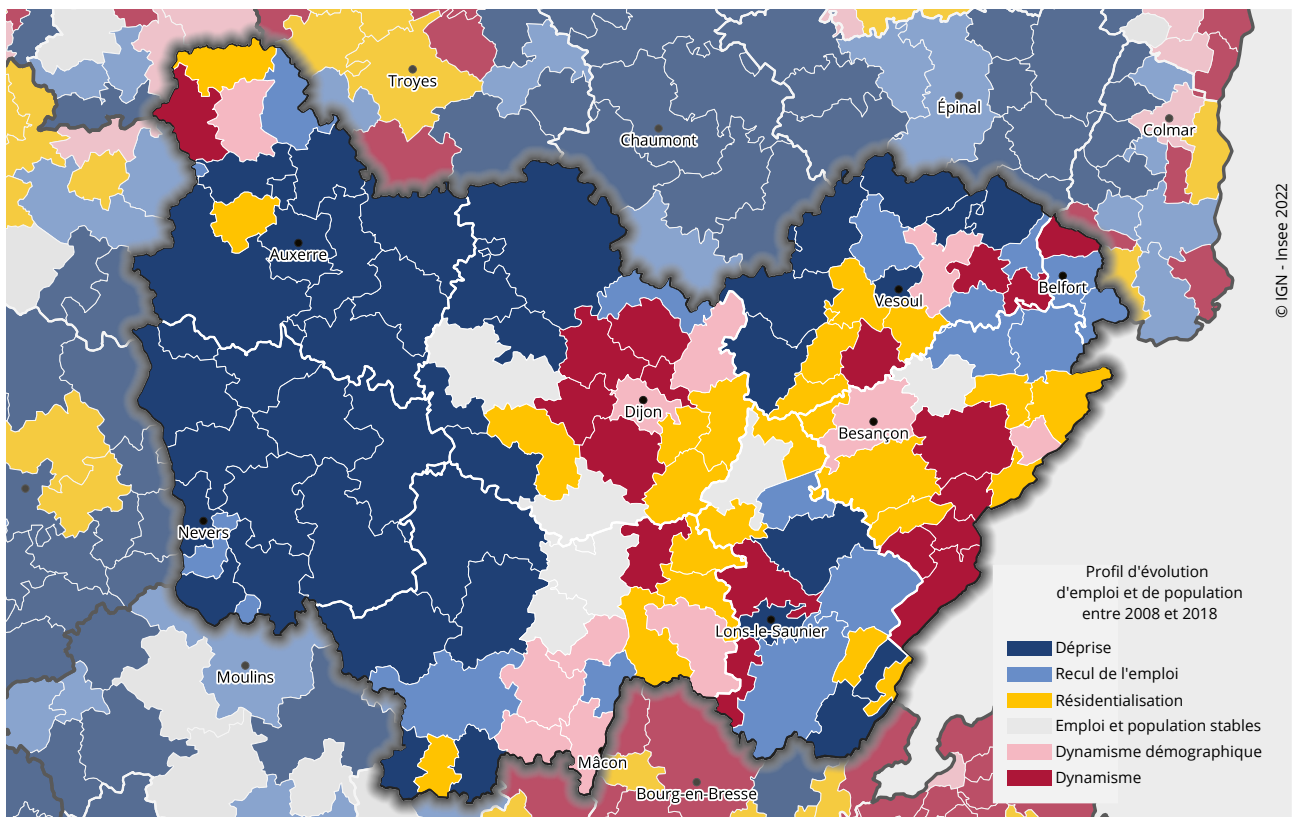 Troyes
Épinal
Chaumont
Colmar
Auxerre
Belfort
Vesoul
Dijon
Besançon
Nevers
Lons-le-Saunier
Moulins
Mâcon
Bourg-en-Bresse
© IGN - Insee 2022
Profil d'évolution
d'emploi et de population
entre 2008 et 2018
Déprise
Recul de l'emploi
Résidentialisation
Emploi et population stables
Dynamisme démographique
Dynamisme